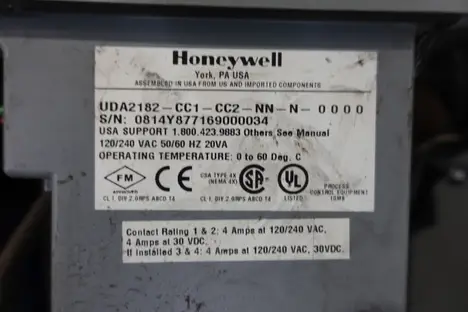 Honeywell
York, PA USA
ASSEMBLED IN USA FROM US AND IMPORTED COMPONENTS
UDA2182-CC1-CC2-NN-N-0000
S/N: 0814Y877169000034
USA SUPPORT 1.800.423.9883 Others, See Manual
120/240 VAC 50/60 HZ 20VA
OPERATING TEMPERATURE: 0 to 60 Deg. C
FM
APPROVED
CL 1, DIV 2, GRPS ABCD T4
CE
CSA TYPE 4X
(NEMA 4X)
SA
CL 1, DIV 2, GRPS ABCD T4
UL
LISTED
PROCESS
CONTROL EQUIPMENT
Contact Rating 1 & 2: 4 Amps at 120/240 VAC,
4 Amps at 30 VDC.
If installed 3 & 4: 4 Amps at 120/240 VAC, 30VDC.